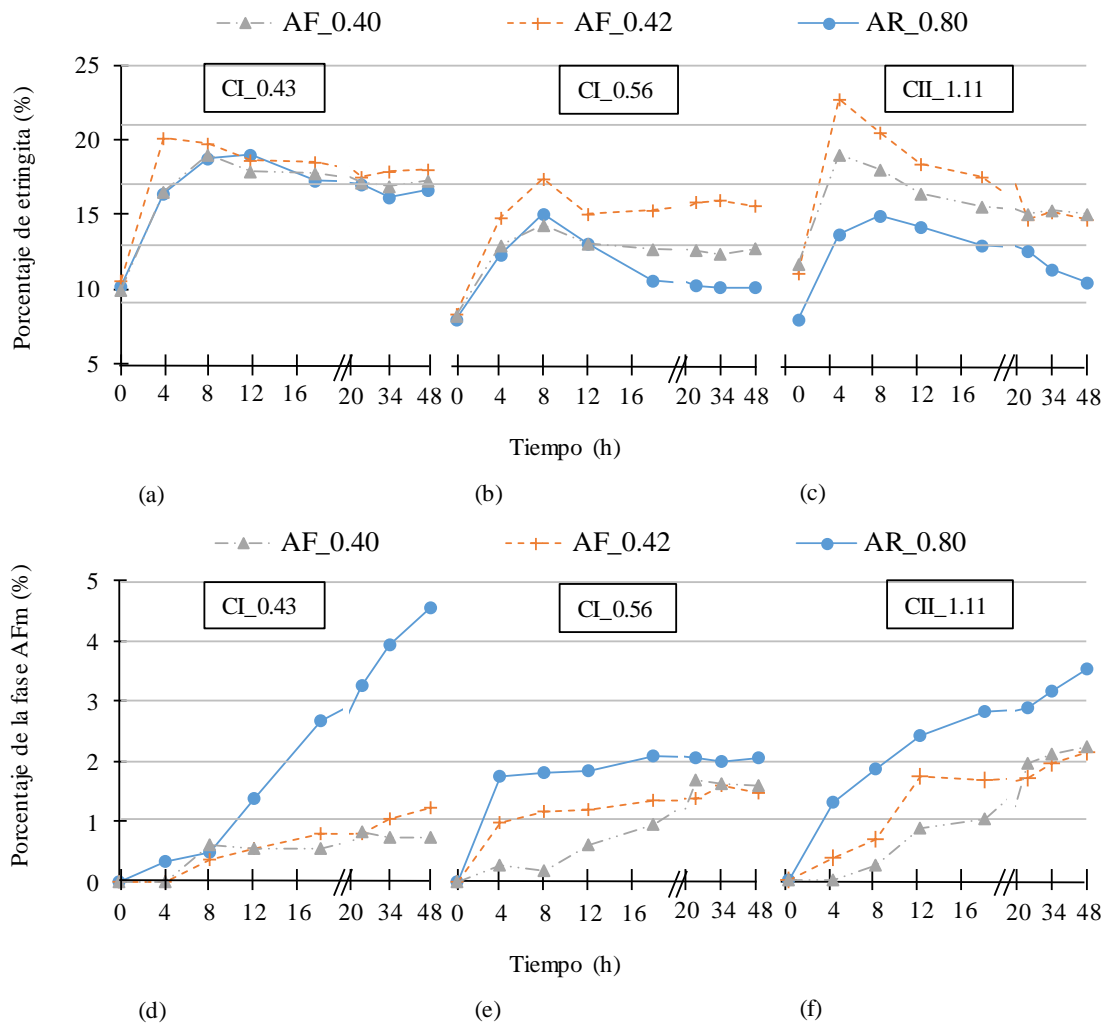 AF_0.40 AF_0.42 AR_0.80
Porcentaje de etringita (%)
25
20
15
10
5
CI_0.43 CI_0.56 CII_1.11
0 4 8 12 16 20 34 48 0 4 8 12 16 20 34 48 0 4 8 12 16 20 34 48
Tiempo (h)
(a) (b) (c)
AF_0.40 AF_0.42 AR_0.80
Porcentaje de la fase AFm (%)
5
4
3
2
1
0
CI_0.43 CI_0.56 CII_1.11
0 4 8 12 16 20 34 48 0 4 8 12 16 20 34 48 0 4 8 12 16 20 34 48
Tiempo (h)
(d) (e) (f)